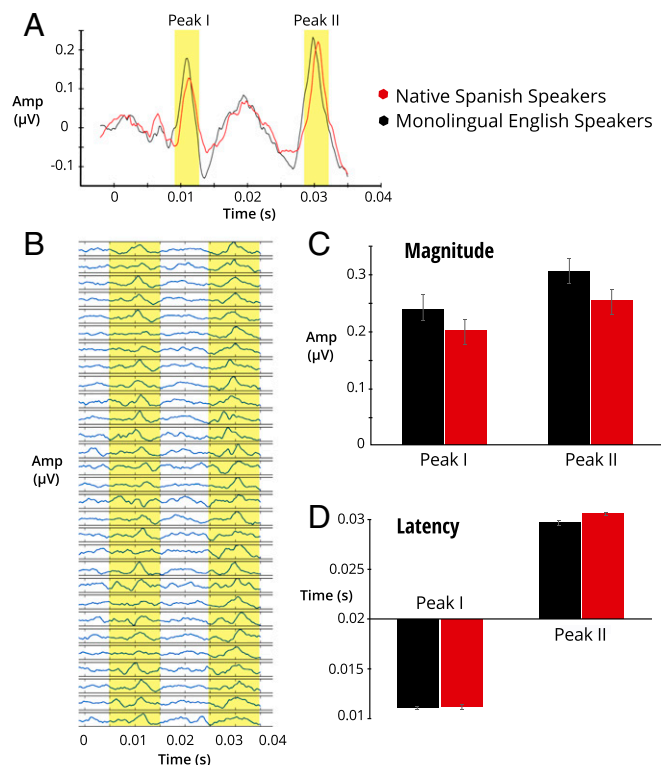 A
Peak I
Peak II
0.2
0.1
0
-0.1
Amp
(µV)
0
0.01
0.02
0.03
0.04
Time (s)
Native Spanish Speakers
Monolingual English Speakers
B
Amp
(µV)
0
0.01
0.02
0.03
0.04
Time (s)
C
Magnitude
0.3
0.2
0.1
0
Amp
(µV)
Peak I
Peak II
D
Latency
0.03
0.025
0.02
0.015
0.01
Time (s)
Peak I
Peak II